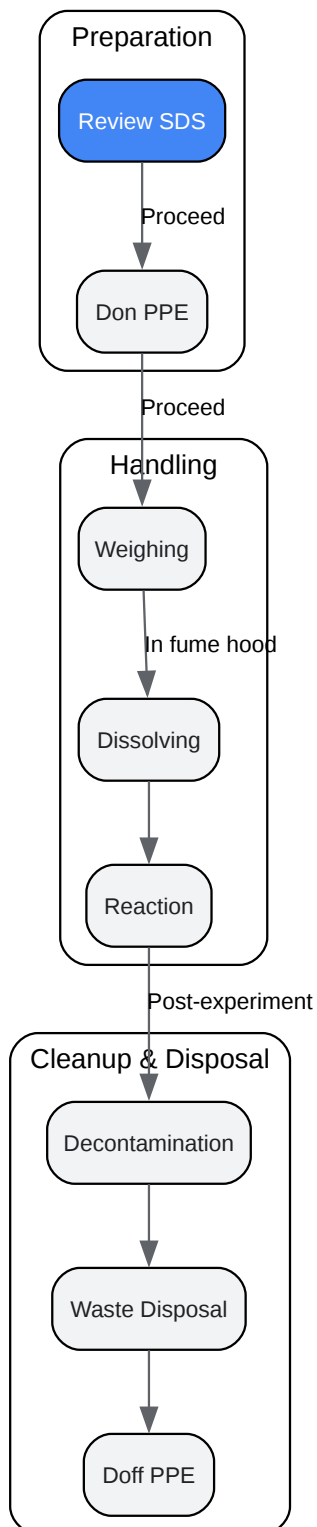 Preparation
Review SDS
Proceed
Don PPE
Proceed
Handling
Weighing
In fume hood
Dissolving
Reaction
Post-experiment
Cleanup & Disposal
Decontamination
Waste Disposal
Doff PPE